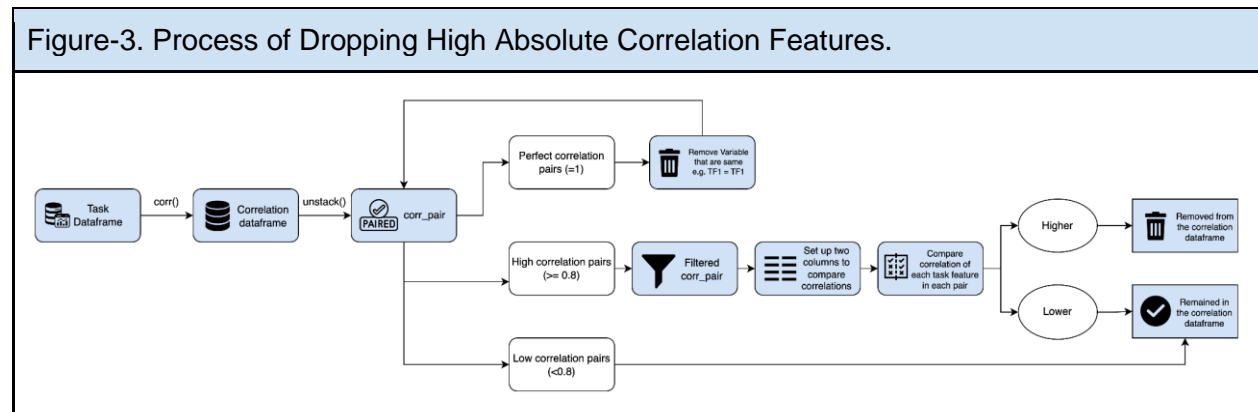 Figure-3. Process of Dropping High Absolute Correlation Features.
Perfect correlation
pairs (=1)
Remove Variable
that are same
e.g. TF1 = TF1
Task
Dataframe
corr()
Correlation
dataframe
unstack()
PAIRED
corr_pair
High correlation pairs
(>= 0.8)
Filtered
corr_pair
Set up two
columns to
compare
correlations
Compare
correlation of
each task feature
in each pair
Higher
Removed from
the correlation
dataframe
Lower
Remained in
the correlation
dataframe
Low correlation pairs
(<0.8)